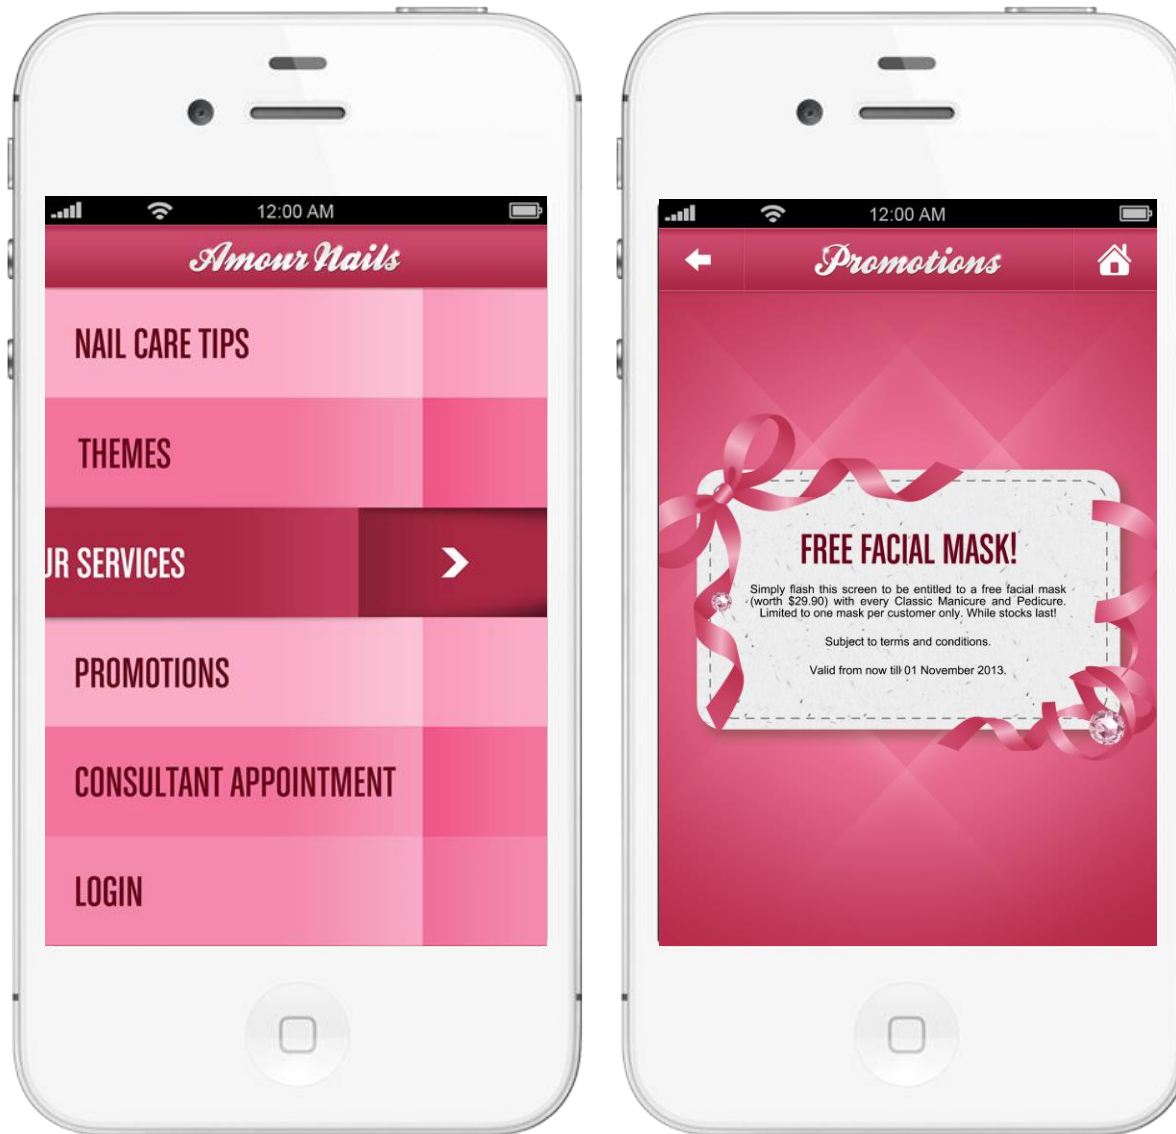 12:00 AM
Amour Nails
NAIL CARE TIPS
THEMES
UR SERVICES
PROMOTIONS
CONSULTANT APPOINTMENT
LOGIN
12:00 AM
Promotions
FREE FACIAL MASK!
Simply flash this screen to be entitled to a free facial mask
(worth $29.90) with every Classic Manicure and Pedicure.
Limited to one mask per customer only. While stocks last!
Subject to terms and conditions.
Valid from now till 01 November 2013.